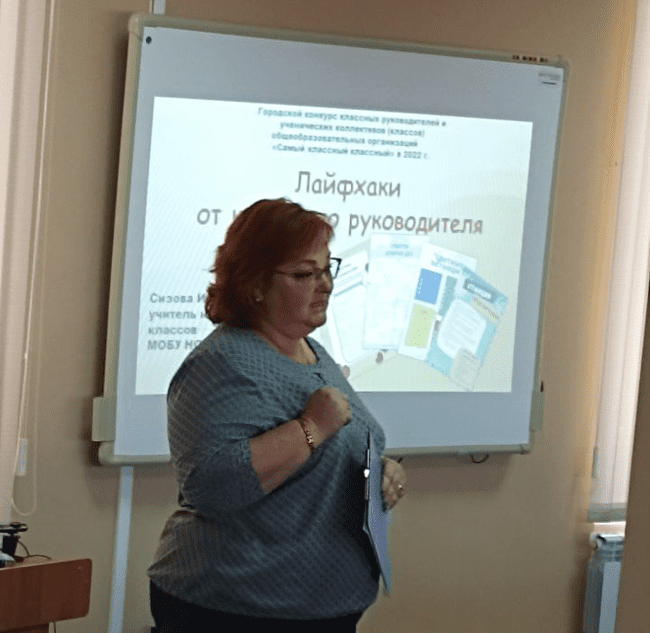 Городской конкурс классных руководителей и
ученических коллективов (классов)
общеобразовательных организаций
«Самый классный классный» в 2022 г.
Лайфхаки
от руководителя
Сизова
учитель
классов
МОБУ